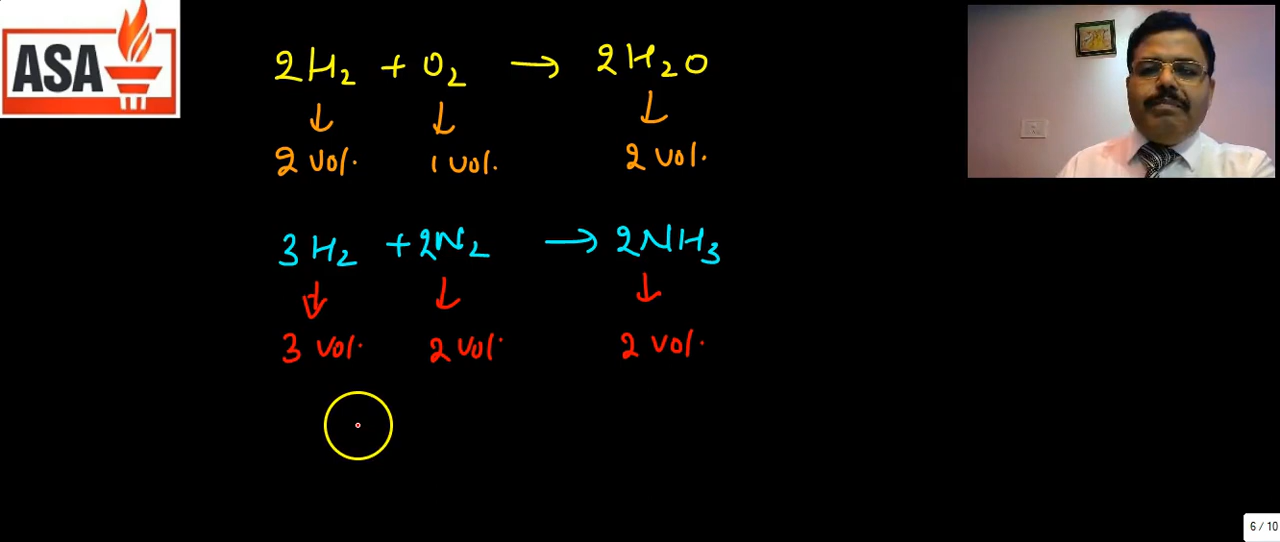 ASA
2H₂ + O₂ → 2H₂O
↓ ↓ ↓
2 vol. 1 vol. 2 vol.
3H₂ + 2N₂ → 2NH₃
↓ ↓ ↓
3 vol. 2 vol. 2 vol.
6 / 10